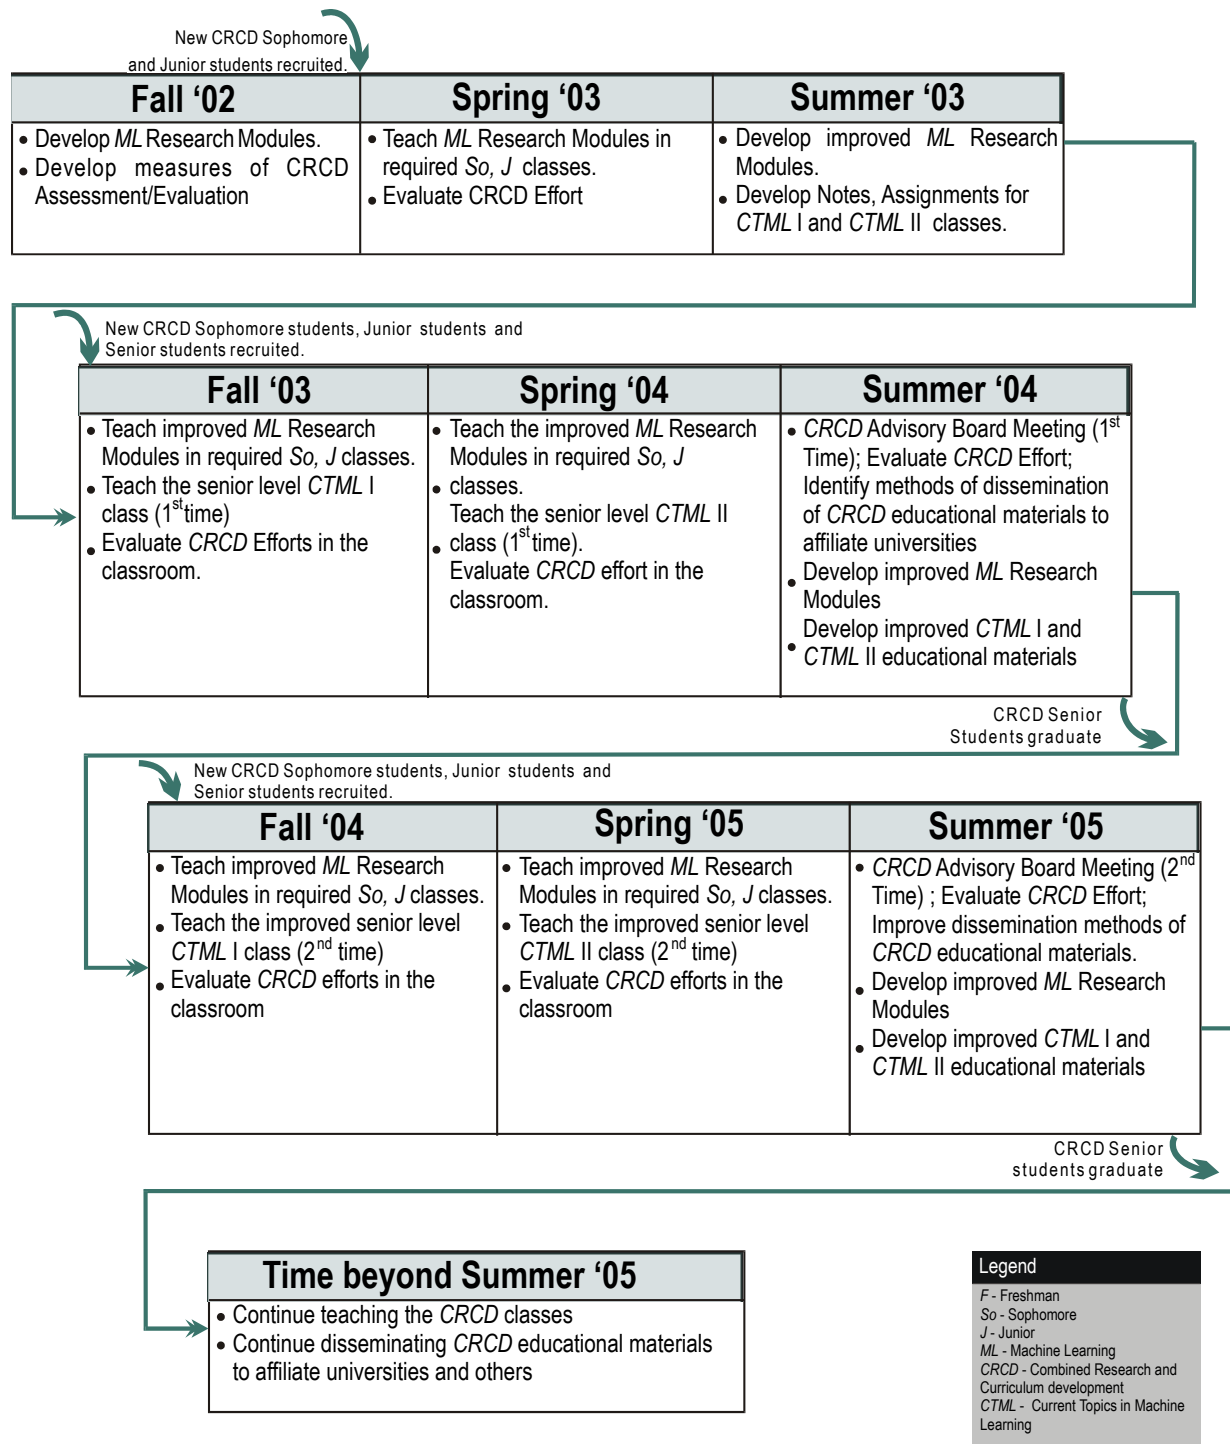 New CRCD Sophomore
and Junior students recruited.
Fall ‘02
Spring ‘03
Summer ‘03
• Develop ML Research Modules.
• Develop measures of CRCD
Assessment/Evaluation
• Teach ML Research Modules in
required So, J classes.
• Evaluate CRCD Effort
• Develop improved ML Research
Modules.
• Develop Notes, Assignments for
CTML I and CTML II classes.
New CRCD Sophomore students, Junior students and
Senior students recruited.
Fall ‘03
Spring ‘04
Summer ‘04
• Teach improved ML Research
Modules in required So, J classes.
• Teach the senior level CTML I
class (1st time)
• Evaluate CRCD Efforts in the
classroom.
• Teach the improved ML Research
Modules in required So, J
• classes.
Teach the senior level CTML II
• class (1st time).
Evaluate CRCD effort in the
classroom.
• CRCD Advisory Board Meeting (1st
Time); Evaluate CRCD Effort;
Identify methods of dissemination
of CRCD educational materials to
affiliate universities
• Develop improved ML Research
Modules
Develop improved CTML I and
• CTML II educational materials
CRCD Senior
Students graduate
New CRCD Sophomore students, Junior students and
Senior students recruited.
Fall ‘04
Spring ‘05
Summer ‘05
• Teach improved ML Research
Modules in required So, J classes.
• Teach the improved senior level
CTML I class (2nd time)
• Evaluate CRCD efforts in the
classroom
• Teach improved ML Research
Modules in required So, J classes.
• Teach the improved senior level
CTML II class (2nd time)
• Evaluate CRCD efforts in the
classroom
• CRCD Advisory Board Meeting (2nd
Time) ; Evaluate CRCD Effort;
Improve dissemination methods of
CRCD educational materials.
• Develop improved ML Research
Modules
• Develop improved CTML I and
CTML II educational materials
CRCD Senior
students graduate
Time beyond Summer ‘05
• Continue teaching the CRCD classes
• Continue disseminating CRCD educational materials
to affiliate universities and others
Legend
F - Freshman
So - Sophomore
J - Junior
ML - Machine Learning
CRCD - Combined Research and
Curriculum development
CTML - Current Topics in Machine
Learning